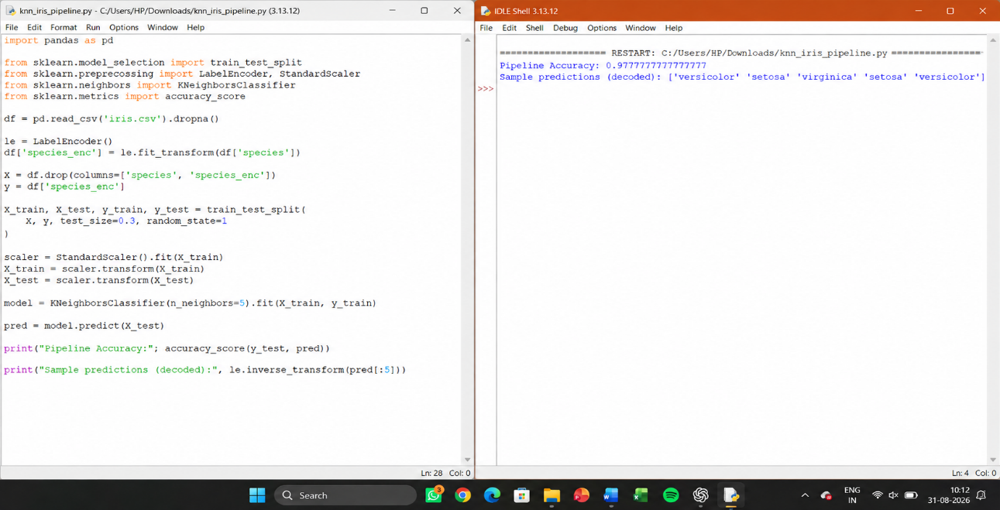 knn_iris_pipeline.py - C:/Users/HP/Downloads/knn_iris_pipeline.py (3.13.12)
File Edit Format Run Options Window Help
import pandas as pd
from sklearn.model_selection import train_test_split
from sklearn.preprecossing import LabelEncoder, StandardScaler
from sklearn.neighbors import KNeighborsClassifier
from sklearn.metrics import accuracy_score
df = pd.read_csv('iris.csv').dropna()
le = LabelEncoder()
df['species_enc'] = le.fit_transform(df['species'])
X = df.drop(columns=['species', 'species_enc'])
y = df['species_enc']
X_train, X_test, y_train, y_test = train_test_split(
    X, y, test_size=0.3, random_state=1
)
scaler = StandardScaler().fit(X_train)
X_train = scaler.transform(X_train)
X_test = scaler.transform(X_test)
model = KNeighborsClassifier(n_neighbors=5).fit(X_train, y_train)
pred = model.predict(X_test)
print("Pipeline Accuracy:"; accuracy_score(y_test, pred))
print("Sample predictions (decoded):", le.inverse_transform(pred[:5]))
Ln: 28 Col: 0
IDLE Shell 3.13.12
File Edit Shell Debug Options Window Help
=================== RESTART: C:/Users/HP/Downloads/knn_iris_pipeline.py ================
Pipeline Accuracy: 0.9777777777777777
Sample predictions (decoded): ['versicolor' 'setosa' 'virginica' 'setosa' 'versicolor']
>>>
Ln: 4 Col: 0
Search
3
ENG
IN
10:12
31-08-2026